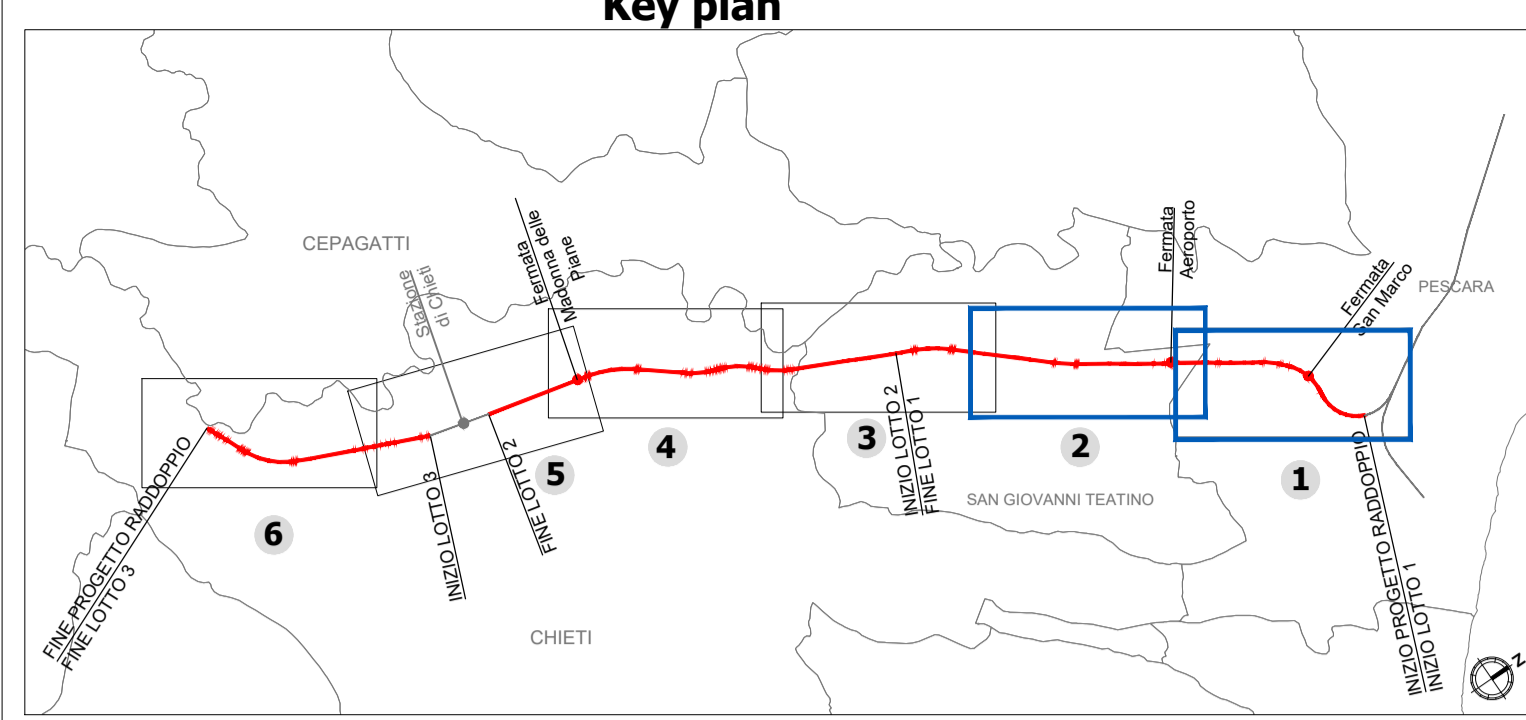 Key plan
CEPAGATTI
Stazione
di Chieti
Fermata
Madonna delle
Piane
Fermata
Aeroporto
Fermata
San Marco
PESCARA
FINE PROGETTO RADDOPPIO
FINE LOTTO 3
6
INIZIO LOTTO 3
FINE LOTTO 2
5
4
3
INIZIO LOTTO 2
FINE LOTTO 1
2
SAN GIOVANNI TEATINO
1
INIZIO PROGETTO RADDOPPIO
INIZIO LOTTO 1
CHIETI
N